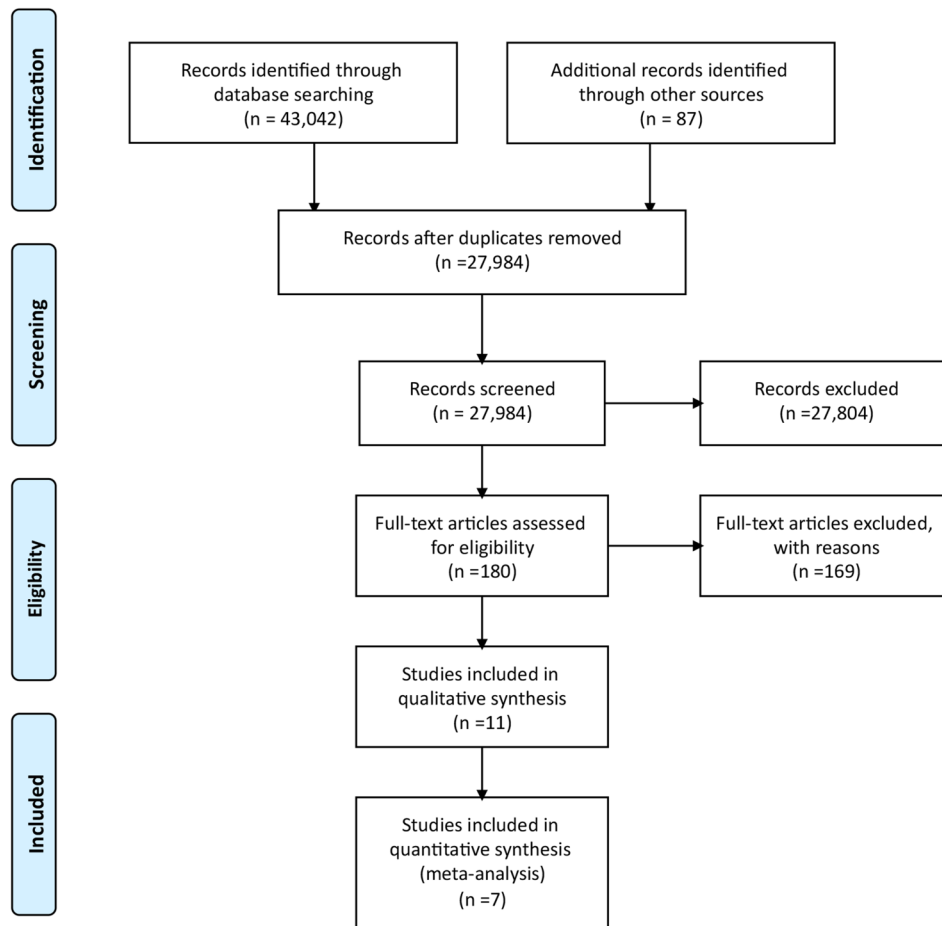 Identification
Records identified through
database searching
(n = 43,042)
Additional records identified
through other sources
(n = 87)
Records after duplicates removed
(n =27,984)
Screening
Records screened
(n = 27,984)
Records excluded
(n =27,804)
Eligibility
Full-text articles assessed
for eligibility
(n =180)
Full-text articles excluded,
with reasons
(n =169)
Studies included in
qualitative synthesis
(n =11)
Included
Studies included in
quantitative synthesis
(meta-analysis)
(n =7)